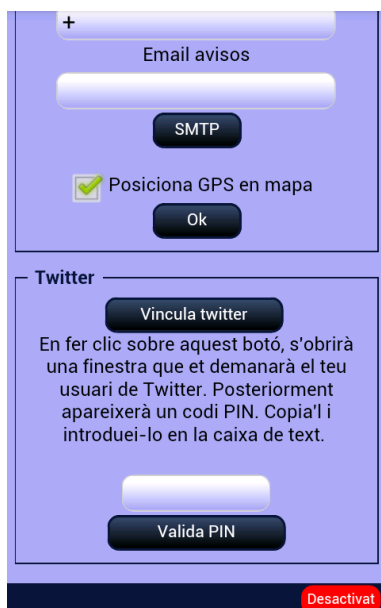 +
Email avisos
SMTP
Posiciona GPS en mapa
Ok
Twitter
Vincula twitter
En fer clic sobre aquest botó, s'obrirà
una finestra que et demanarà el teu
usuari de Twitter. Posteriorment
apareixerà un codi PIN. Copia'l i
introduei-lo en la caixa de text.
Valida PIN
Desactivat